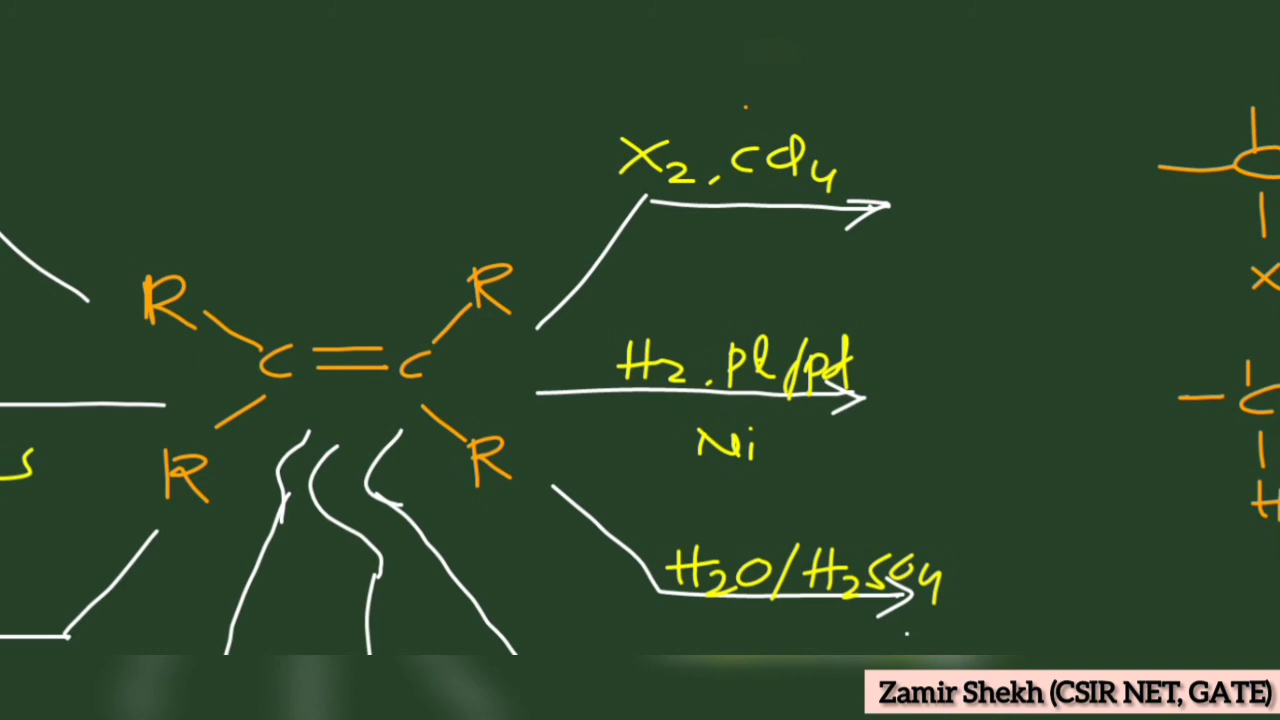 X2, CCl4
R R
C = C
R R
H2, Pd/pt
Ni
H2O/H2SO4
X
H
s
Zamir Shekh (CSIR NET, GATE)